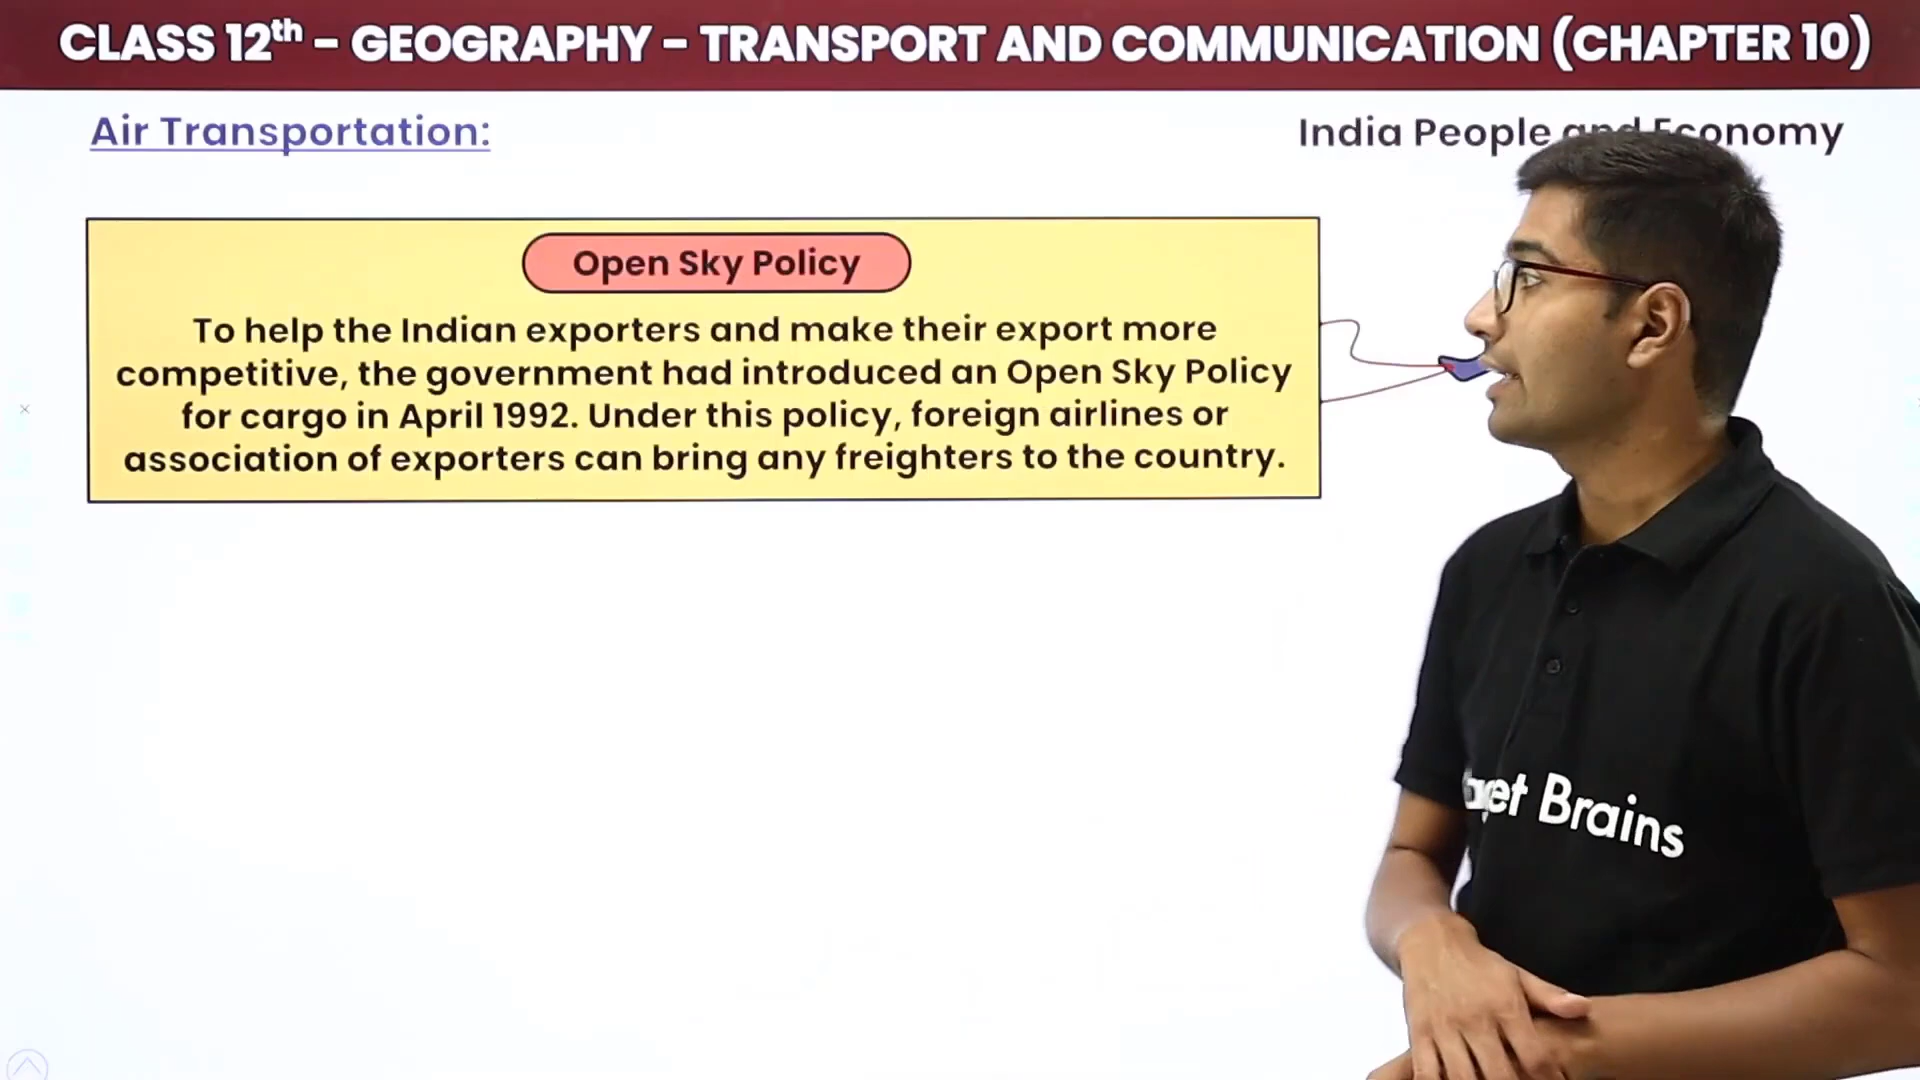 CLASS 12th – GEOGRAPHY – TRANSPORT AND COMMUNICATION (CHAPTER 10)
Air Transportation:
India People and Economy
Open Sky Policy
To help the Indian exporters and make their export more
competitive, the government had introduced an Open Sky Policy
for cargo in April 1992. Under this policy, foreign airlines or
association of exporters can bring any freighters to the country.
Brains